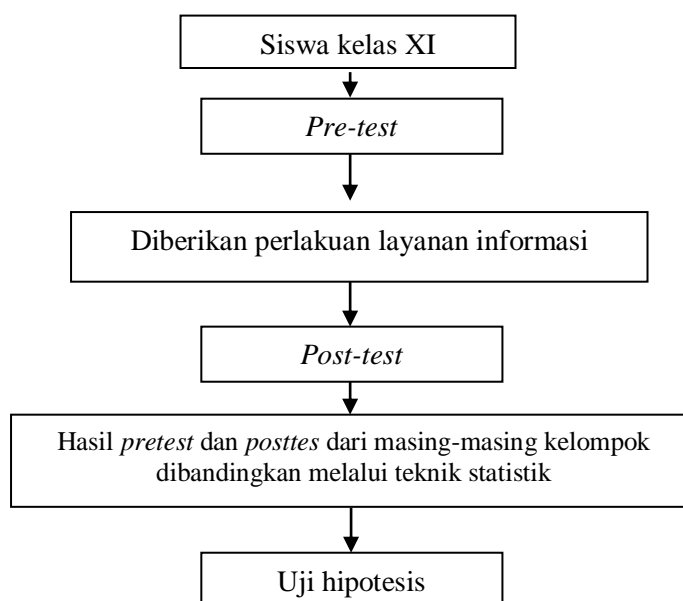 Siswa kelas XI
Pre-test
Diberikan perlakuan layanan informasi
Post-test
Hasil pretest dan posttes dari masing-masing kelompok
dibandingkan melalui teknik statistik
Uji hipotesis